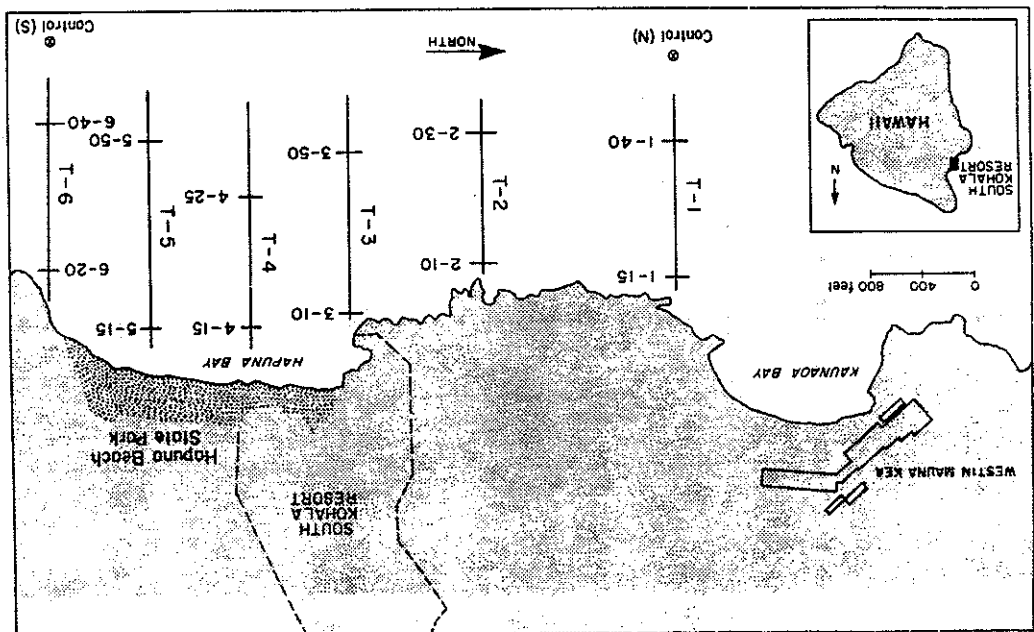 SOUTH
KOHALA
RESORT
WESTIN MAUNA KEA
Hapuna Beach
State Park
KAUNAOA BAY
HAPUNA BAY
0 400 800 feet
1-15
T-1
1-40
Control (N)
2-10
T-2
2-30
3-10
T-3
3-50
4-15
T-4
4-25
5-15
T-5
5-50
6-20
T-6
6-40
Control (S)
NORTH
SOUTH
KOHALA
RESORT
N
HAWAII